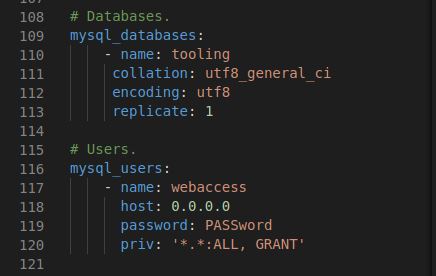 107
108 # Databases.
109 mysql_databases:
110     - name: tooling
111      collation: utf8_general_ci
112      encoding: utf8
113      replicate: 1
114
115 # Users.
116 mysql_users:
117     - name: webaccess
118       host: 0.0.0.0
119       password: PASSword
120       priv: '*.*:ALL, GRANT'
121